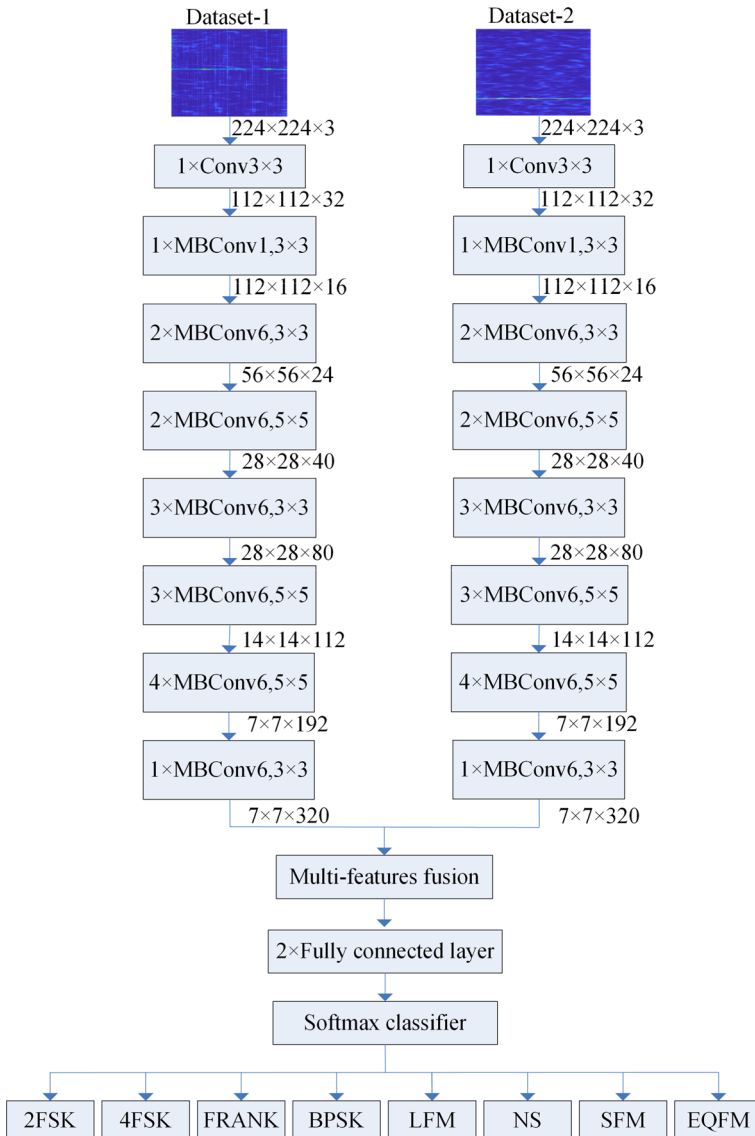 Dataset-1
Dataset-2
224×224×3
224×224×3
1×Conv3×3
1×Conv3×3
112×112×32
112×112×32
1×MBConv1,3×3
1×MBConv1,3×3
112×112×16
112×112×16
2×MBConv6,3×3
2×MBConv6,3×3
56×56×24
56×56×24
2×MBConv6,5×5
2×MBConv6,5×5
28×28×40
28×28×40
3×MBConv6,3×3
3×MBConv6,3×3
28×28×80
28×28×80
3×MBConv6,5×5
3×MBConv6,5×5
14×14×112
14×14×112
4×MBConv6,5×5
4×MBConv6,5×5
7×7×192
7×7×192
1×MBConv6,3×3
1×MBConv6,3×3
7×7×320
7×7×320
Multi-features fusion
2×Fully connected layer
Softmax classifier
2FSK
4FSK
FRANK
BPSK
LFM
NS
SFM
EQFM